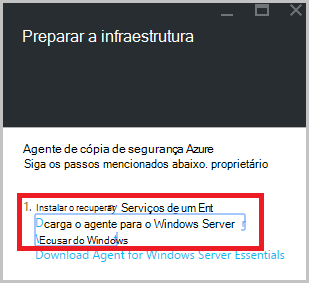 Preparar a infraestrutura
Agente de cópia de segurança Azure
Siga os passos mencionados abaixo. proprietário
1. Instalar o recuperay Serviços de um Ent
Dcarga o agente para o Windows Server
Ecusar do Windows
Download Agent for Windows Server Essentials